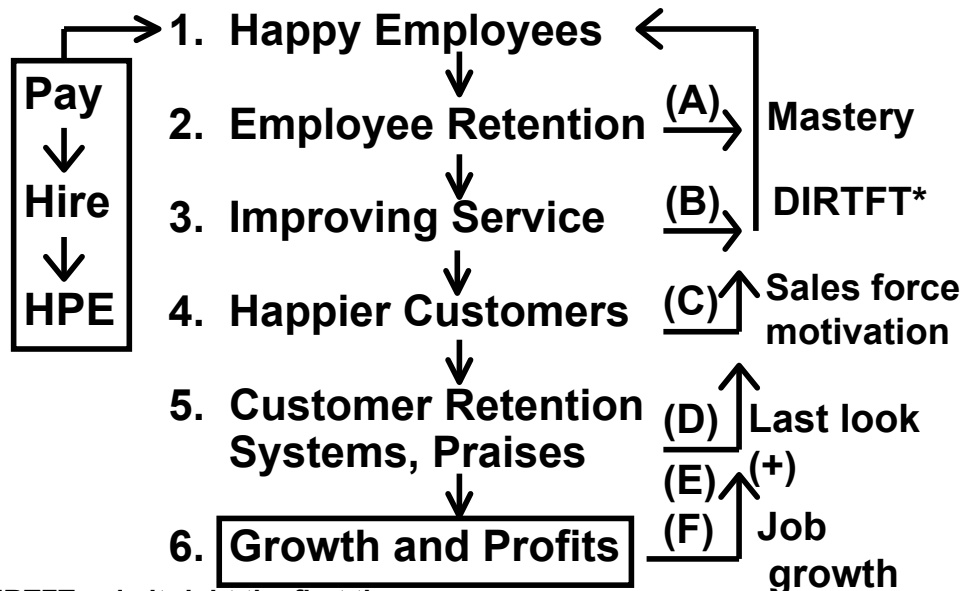 1. Happy Employees
Pay
Hire
HPE
2. Employee Retention
(A)
Mastery
3. Improving Service
(B)
DIRTFT*
4. Happier Customers
(C)
Sales force
motivation
5. Customer Retention
Systems, Praises
(D)
Last look
(E)
(+)
6. Growth and Profits
(F)
Job
growth